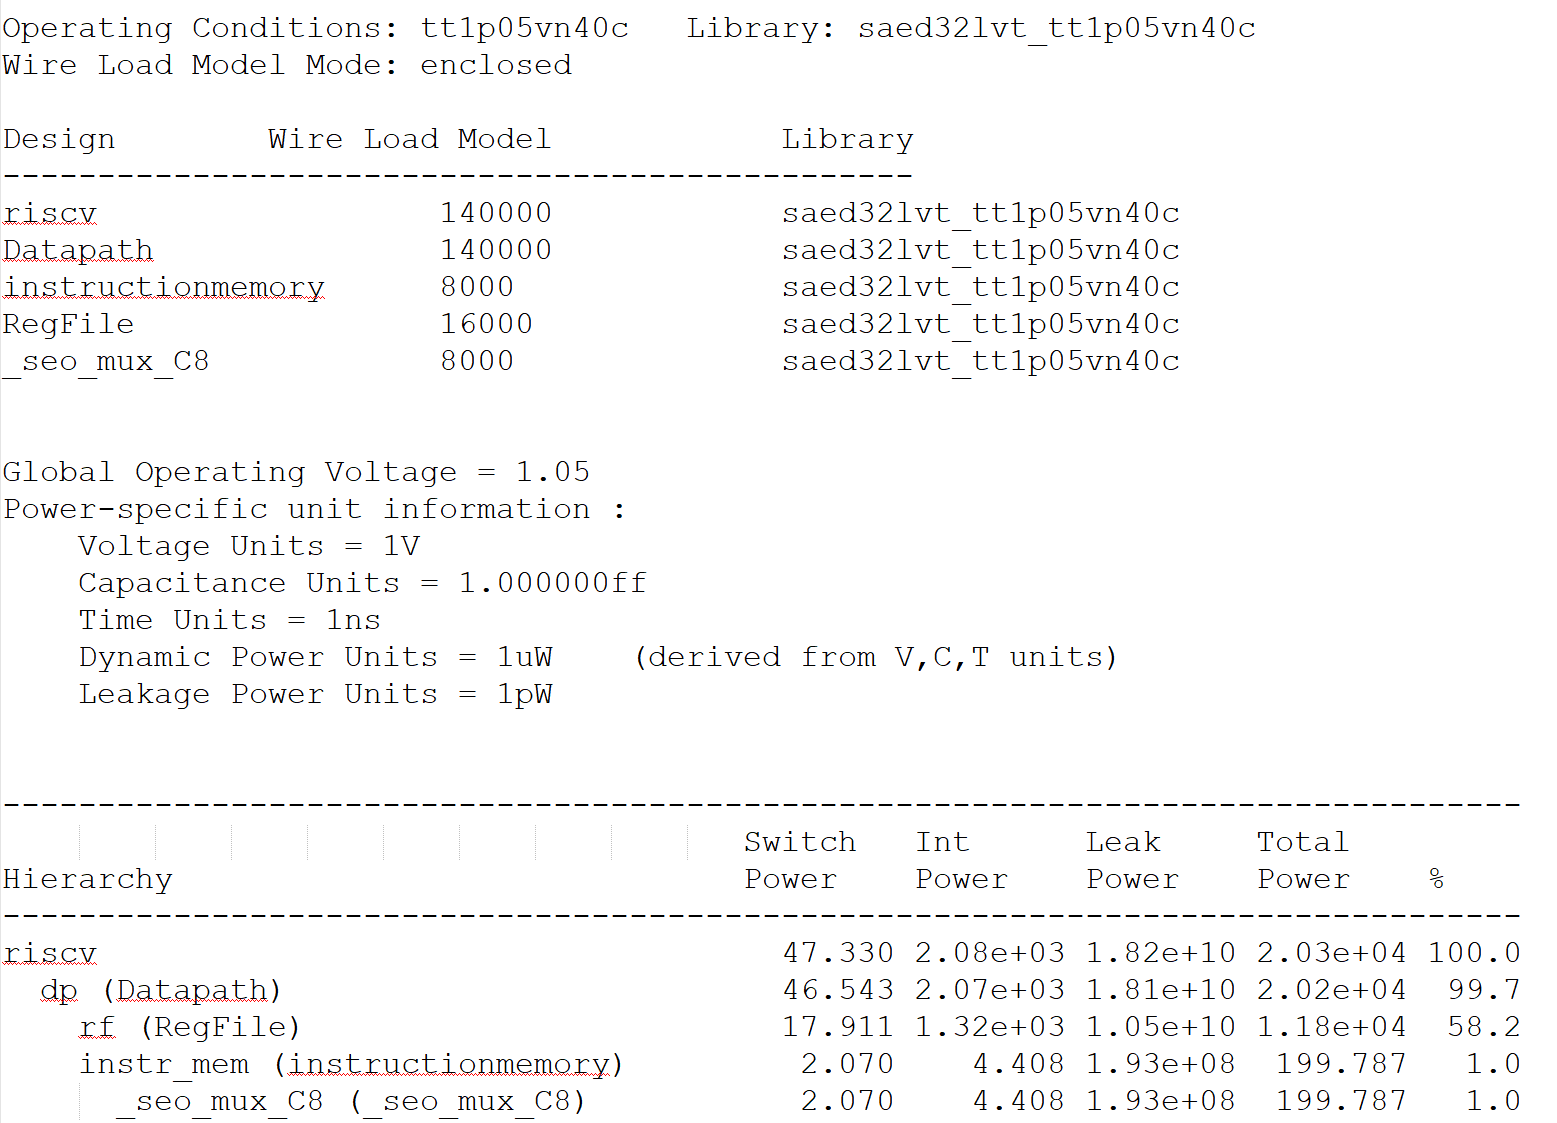 Operating Conditions: tt1p05vn40c   Library: saed32lvt_tt1p05vn40c
Wire Load Model Mode: enclosed
Design        Wire Load Model            Library
------------------------------------------------
riscv                  140000            saed32lvt_tt1p05vn40c
Datapath               140000            saed32lvt_tt1p05vn40c
instructionmemory      8000              saed32lvt_tt1p05vn40c
RegFile                16000             saed32lvt_tt1p05vn40c
_seo_mux_C8            8000              saed32lvt_tt1p05vn40c
Global Operating Voltage = 1.05
Power-specific unit information :
    Voltage Units = 1V
    Capacitance Units = 1.000000ff
    Time Units = 1ns
    Dynamic Power Units = 1uW    (derived from V,C,T units)
    Leakage Power Units = 1pW
--------------------------------------------------------------------------------
                                       Switch   Int      Leak     Total
Hierarchy                              Power    Power    Power    Power    %
--------------------------------------------------------------------------------
riscv                                    47.330 2.08e+03 1.82e+10 2.03e+04 100.0
  dp (Datapath)                          46.543 2.07e+03 1.81e+10 2.02e+04  99.7
    rf (RegFile)                         17.911 1.32e+03 1.05e+10 1.18e+04  58.2
    instr_mem (instructionmemory)         2.070    4.408 1.93e+08  199.787   1.0
      _seo_mux_C8 (_seo_mux_C8)           2.070    4.408 1.93e+08  199.787   1.0